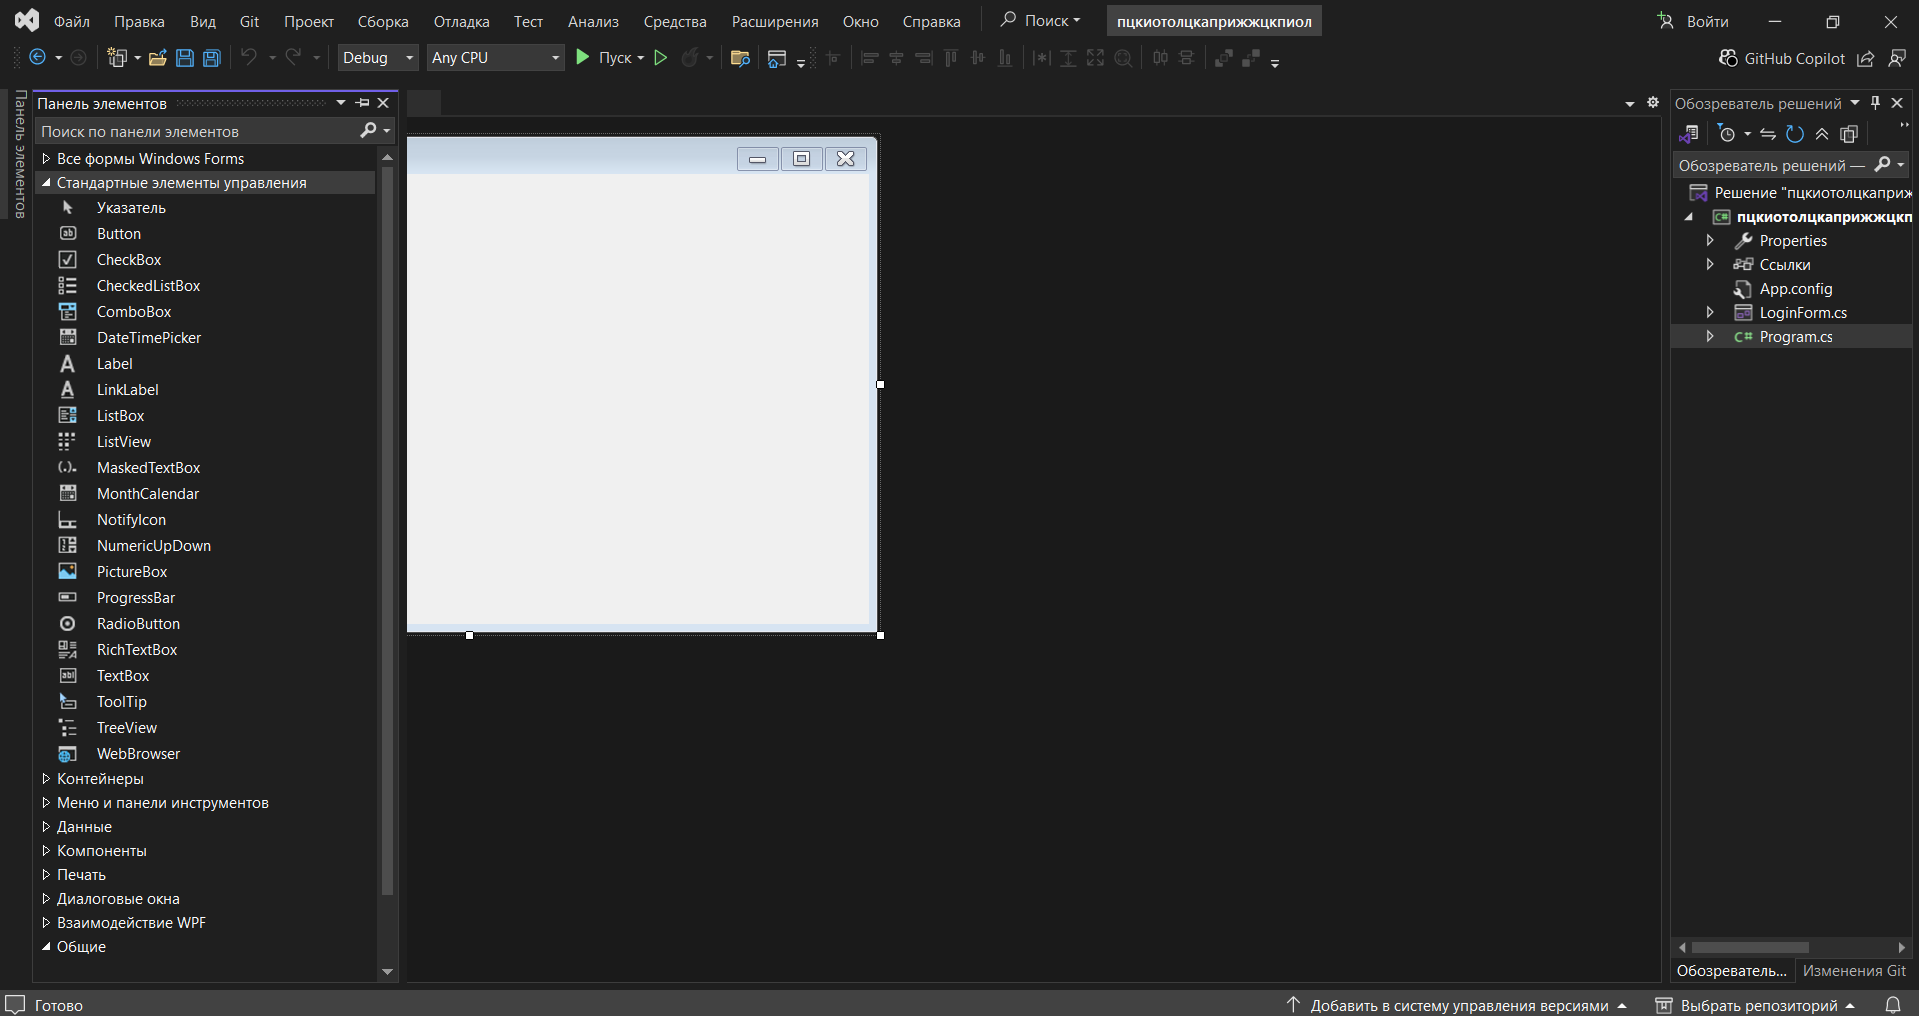 Файл Правка Вид Git Проект Сборка Отладка Тест Анализ Средства Расширения Окно Справка Поиск пцкиотолцкаприжжцкпиол Войти
Debug Any CPU Пуск GitHub Copilot
Панель элементов
Панель элементов
Поиск по панели элементов
Все формы Windows Forms
Стандартные элементы управления
Указатель
Button
CheckBox
CheckedListBox
ComboBox
DateTimePicker
Label
LinkLabel
ListBox
ListView
MaskedTextBox
MonthCalendar
NotifyIcon
NumericUpDown
PictureBox
ProgressBar
RadioButton
RichTextBox
TextBox
ToolTip
TreeView
WebBrowser
Контейнеры
Меню и панели инструментов
Данные
Компоненты
Печать
Диалоговые окна
Взаимодействие WPF
Общие
Обозреватель решений
Обозреватель решений —
Решение "пцкиотолцкаприж
пцкиотолцкаприжжцкп
Properties
Ссылки
App.config
LoginForm.cs
C# Program.cs
Обозреватель... Изменения Git
Готово Добавить в систему управления версиями Выбрать репозиторий